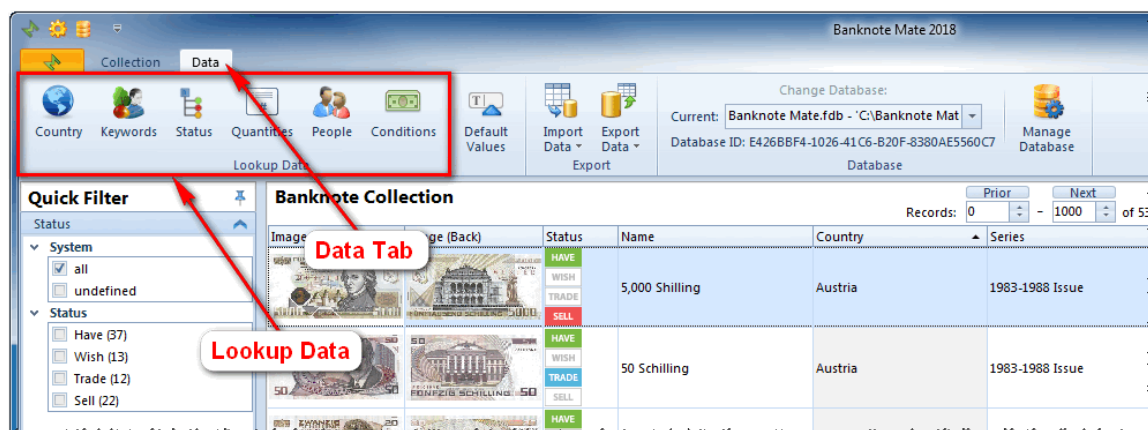 Banknote Mate 2018
Collection Data
Country Keywords Status Quantities People Conditions
Lookup Data
Default Values
Import Data
Export Data
Export
Change Database:
Current: Banknote Mate.fdb - 'C:\Banknote Mat
Database ID: E426BBF4-1026-41C6-B20F-8380AE5560C7
Manage Database
Database
Quick Filter
Status
System
all
undefined
Status
Have (37)
Wish (13)
Trade (12)
Sell (22)
Banknote Collection
Prior Next
Records: 0 - 1000 of 53
Image (Back) Status Name Country Series
HAVE
WISH
TRADE
SELL
5,000 Shilling Austria 1983-1988 Issue
HAVE
WISH
TRADE
SELL
50 Schilling Austria 1983-1988 Issue
HAVE
Data Tab
Lookup Data